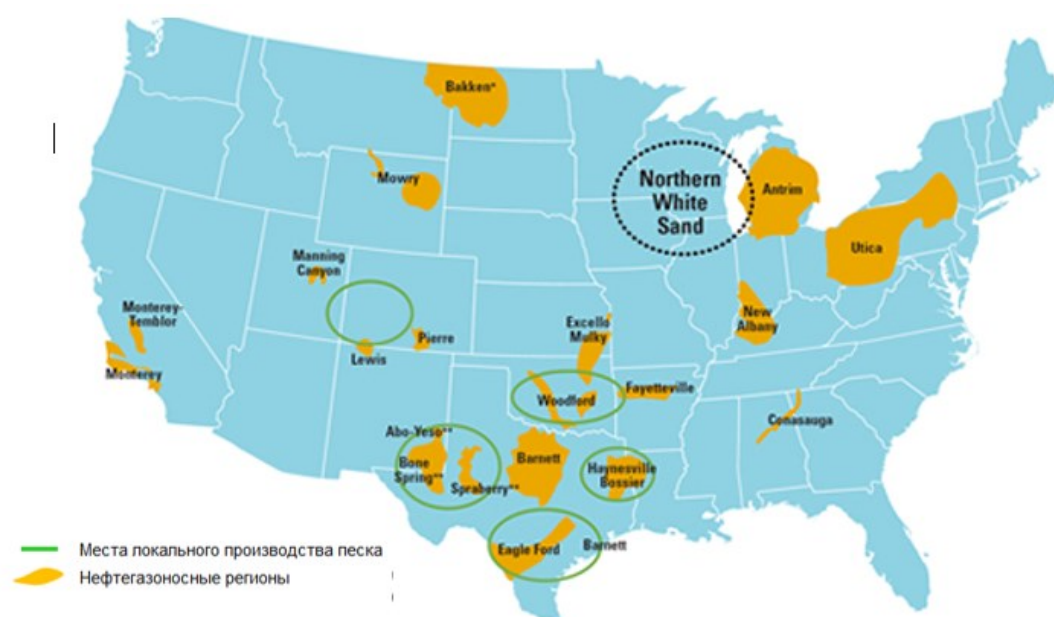 Bakken*
Mowry
Northern
White
Sand
Antrim
Utica
Manning
Canyon
Monterey-
Temblor
New
Albany
Excello
Mulky
Pierre
Lewis
Monterey
Woodford
Fayetteville
Conasauga
Abo-Yeso**
Bone
Spring**
Spraberry**
Barnett
Haynesville
Bossier
Eagle Ford
Barnett
Места локального производства песка
Нефтегазоносные регионы